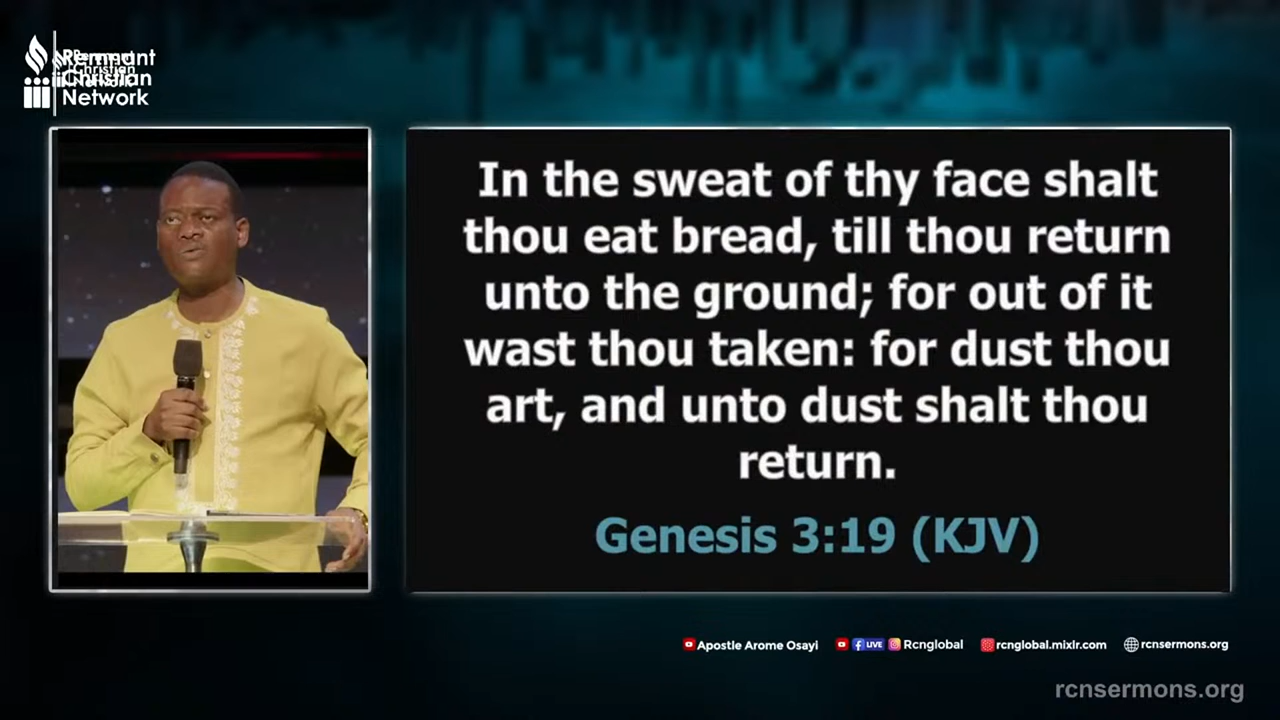 Remnant
Christian
Network
In the sweat of thy face shalt
thou eat bread, till thou return
unto the ground; for out of it
wast thou taken: for dust thou
art, and unto dust shalt thou
return.
Genesis 3:19 (KJV)
Apostle Arome Osayi
LIVE
Rcnglobal
rcnglobal.mixlr.com
rcnsermons.org
rcnsermons.org